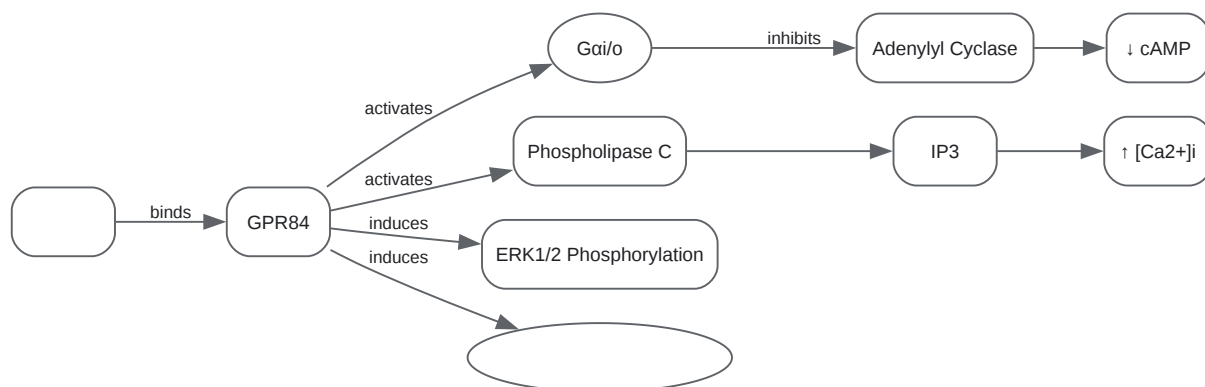 Gαi/o
inhibits
Adenylyl Cyclase
↓ cAMP
activates
Phospholipase C
IP3
↑ [Ca2+]i
activates
binds
GPR84
induces
ERK1/2 Phosphorylation
induces